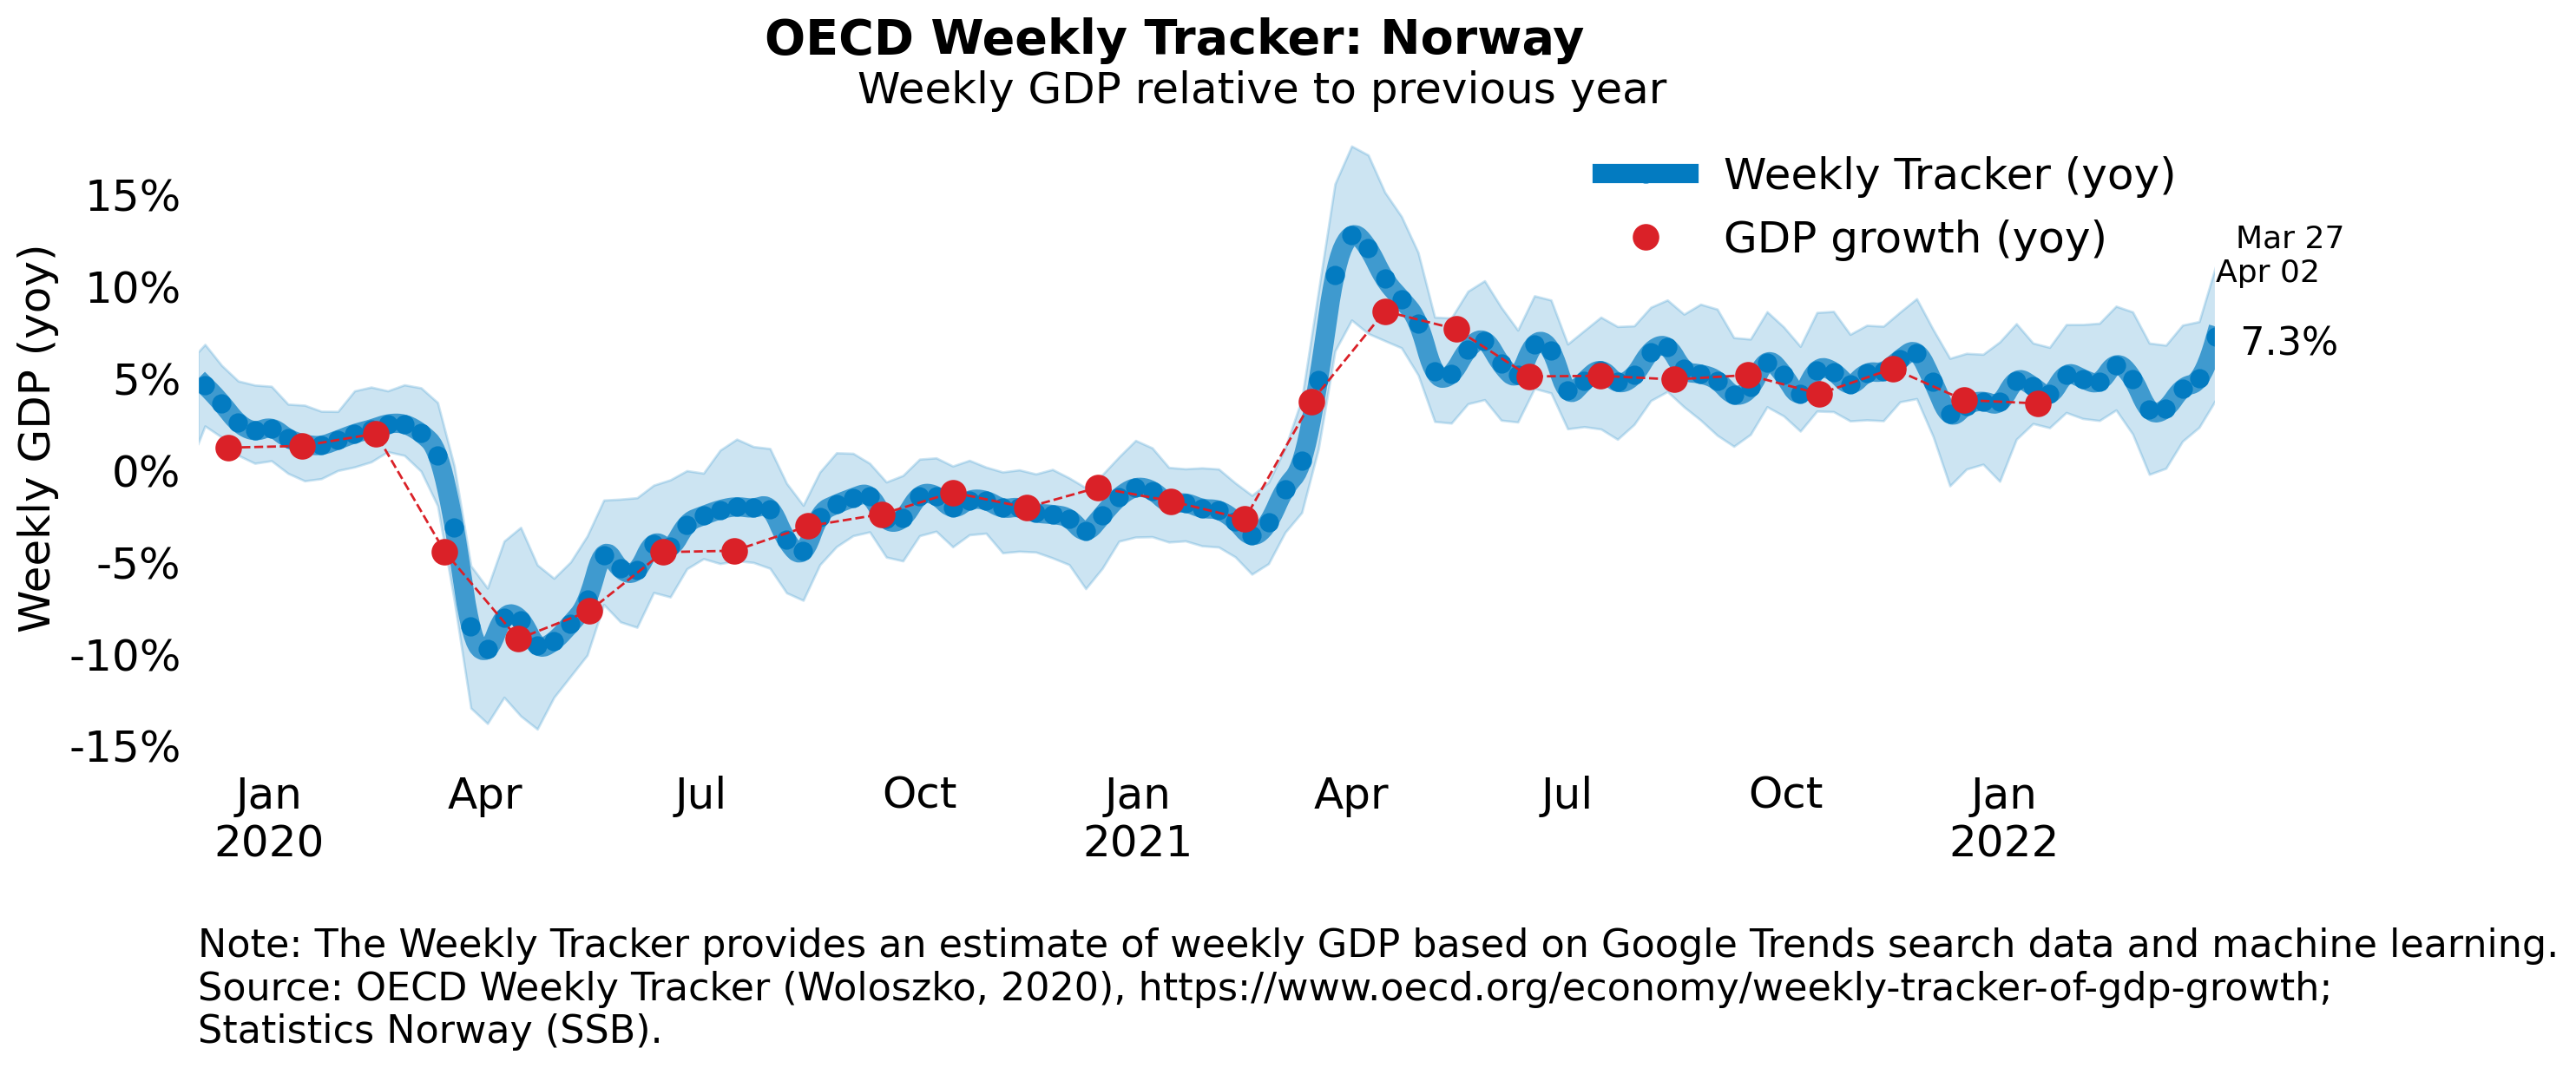 OECD Weekly Tracker: Norway
Weekly GDP relative to previous year
Weekly Tracker (yoy)
GDP growth (yoy)
Mar 27
Apr 02
7.3%
Weekly GDP (yoy)
15%
10%
5%
0%
-5%
-10%
-15%
Jan Apr Jul Oct Jan Apr Jul Oct Jan
2020 2021 2022
Note: The Weekly Tracker provides an estimate of weekly GDP based on Google Trends search data and machine learning.
Source: OECD Weekly Tracker (Woloszko, 2020), https://www.oecd.org/economy/weekly-tracker-of-gdp-growth;
Statistics Norway (SSB).